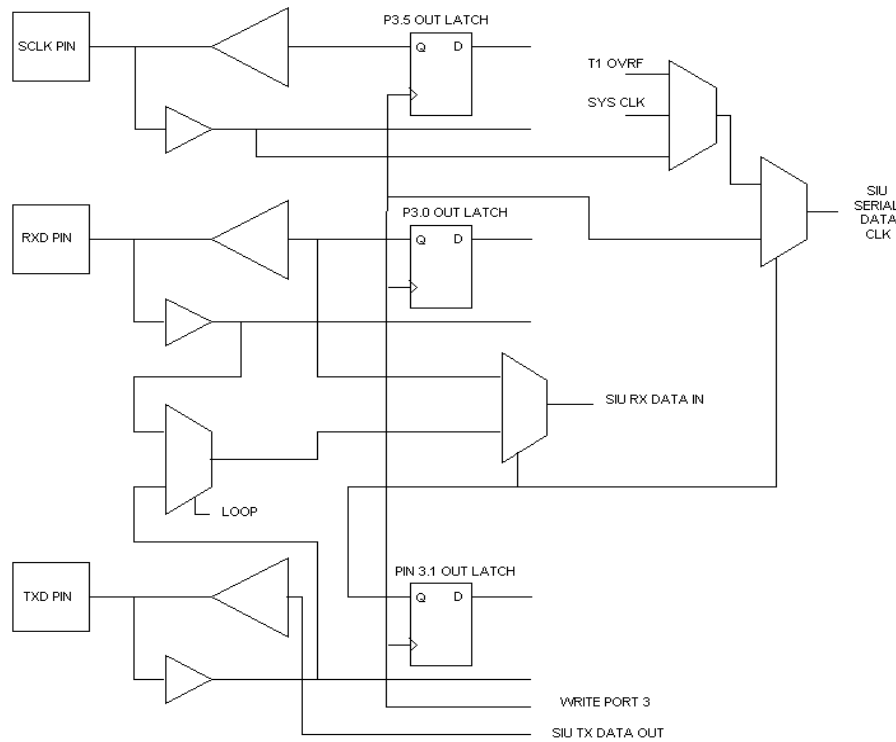 P3.5 OUT LATCH
SCLK PIN
Q D
T1 OVRF
SYS CLK
SIU
SERIAL
DATA
CLK
P3.0 OUT LATCH
RXD PIN
Q D
SIU RX DATA IN
LOOP
PIN 3.1 OUT LATCH
TXD PIN
Q D
WRITE PORT 3
SIU TX DATA OUT